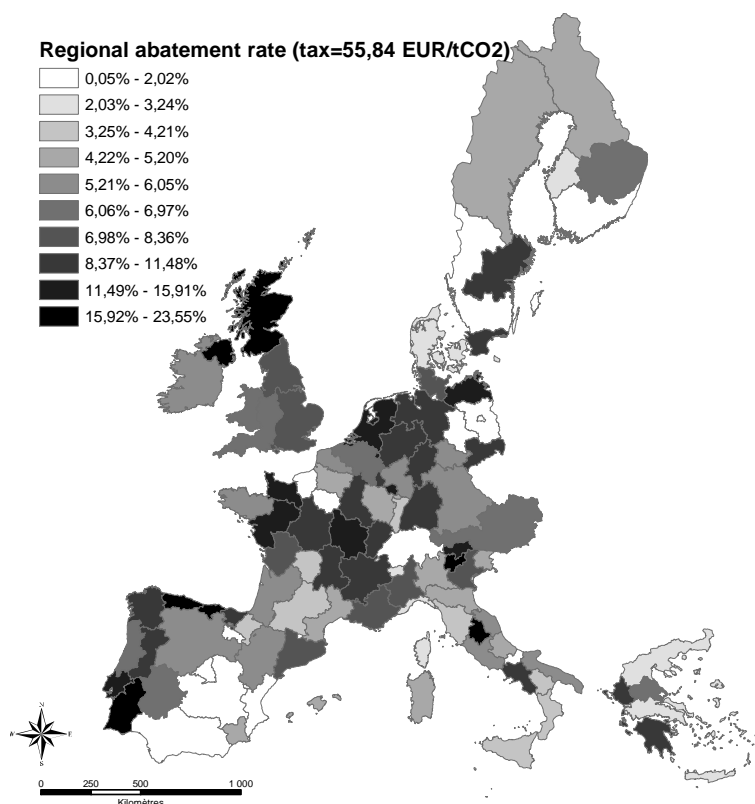 Regional abatement rate (tax=55,84 EUR/tCO2)
0,05% - 2,02%
2,03% - 3,24%
3,25% - 4,21%
4,22% - 5,20%
5,21% - 6,05%
6,06% - 6,97%
6,98% - 8,36%
8,37% - 11,48%
11,49% - 15,91%
15,92% - 23,55%
N
W E
S
0 250 500 1 000
Kilomètres